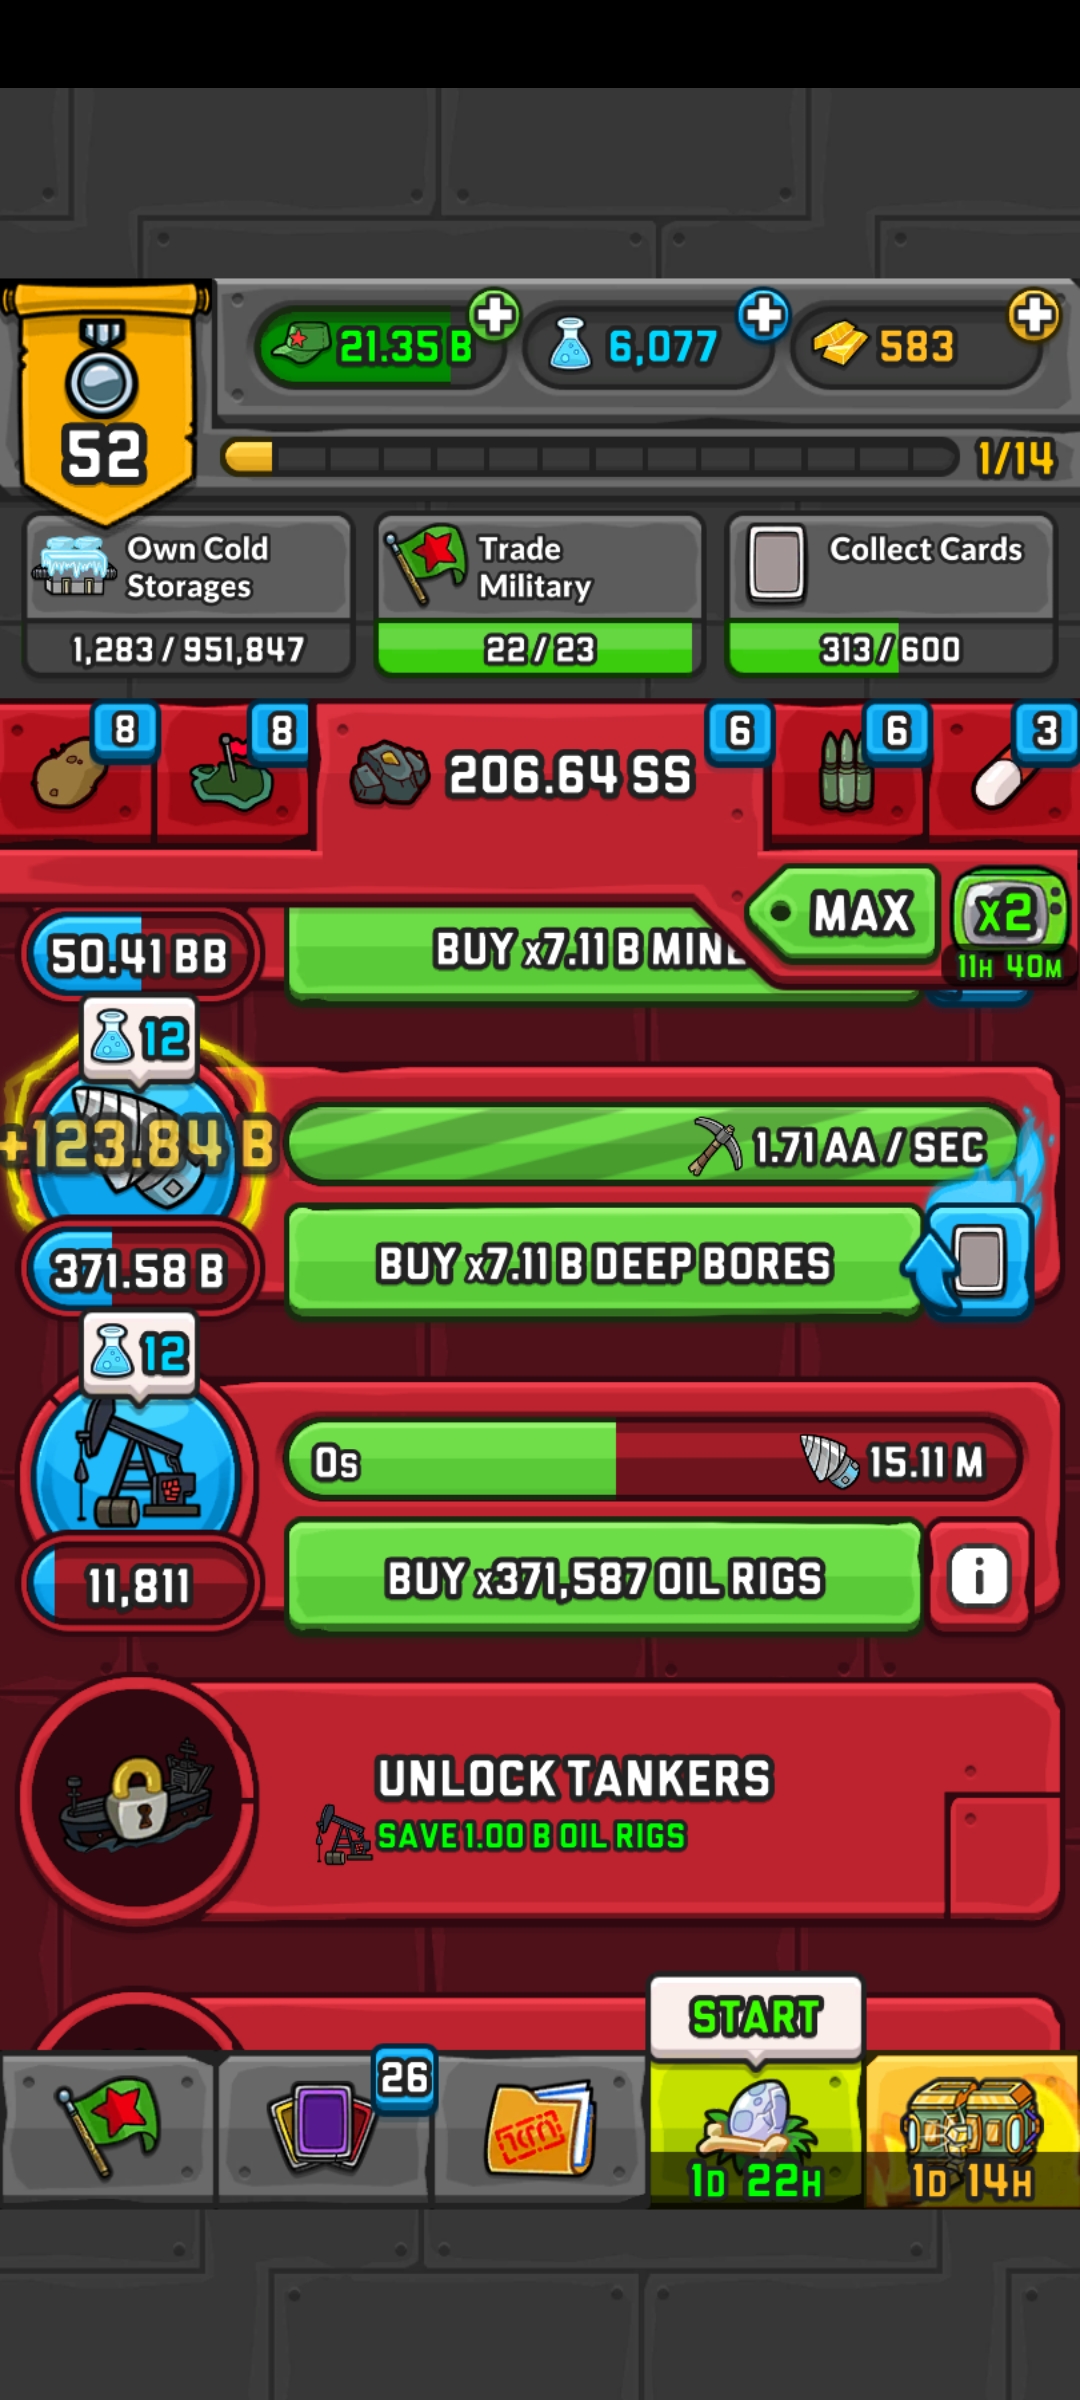 21.35 B
6,077
583
52
1/14
Own Cold
Storages
1,283 / 951,847
Trade
Military
22 / 23
Collect Cards
313 / 600
8
8
206.64 SS
6
6
3
MAX
x2
11H 40M
50.41 BB
BUY x7.11 B MINE
12
+123.84 B
1.71 AA / SEC
371.58 B
BUY x7.11 B DEEP BORES
12
0s
15.11 M
11,811
BUY x371,587 OIL RIGS
i
UNLOCK TANKERS
SAVE 1.00 B OIL RIGS
START
26
1D 22H
1D 14H